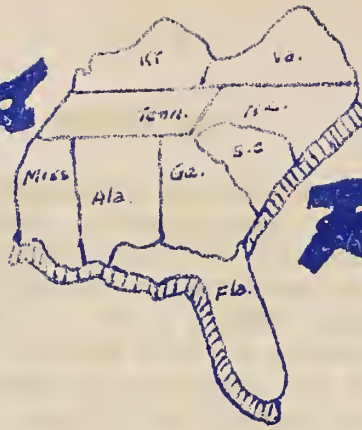 KY Va.
Tenn. N.C.
Miss Ala. Ga. S.C
Fla.